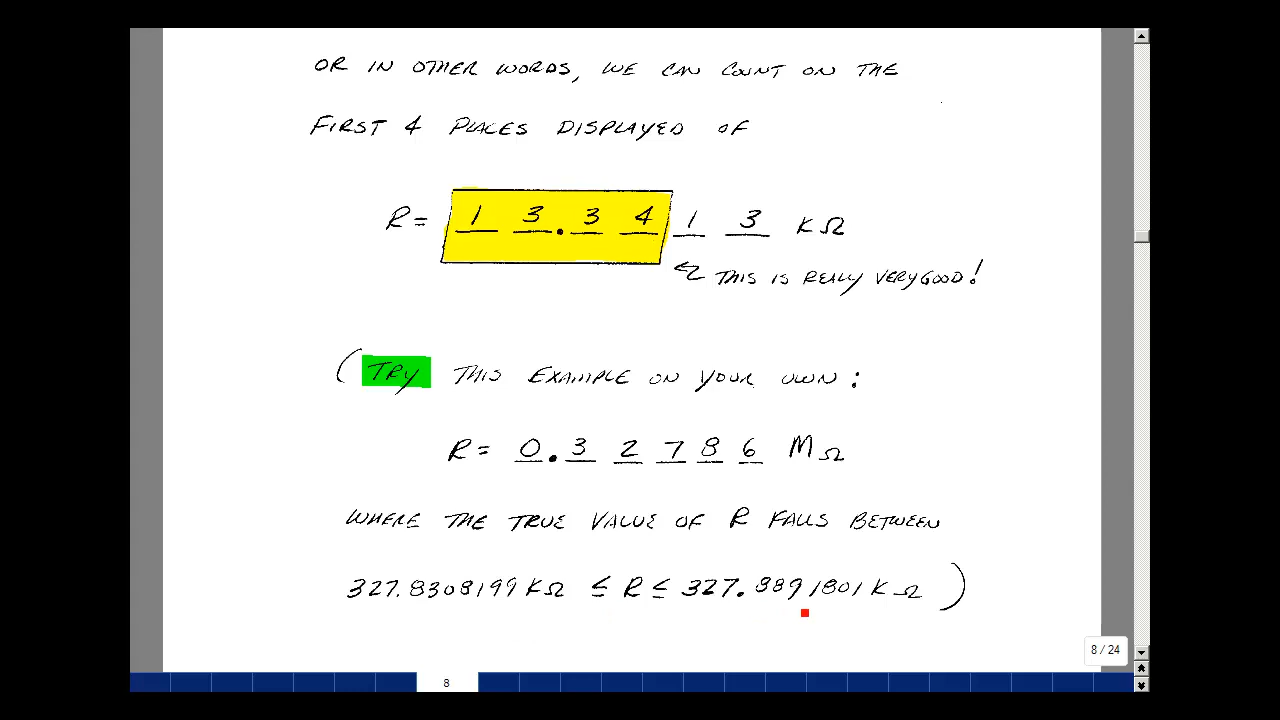 OR IN OTHER WORDS, WE CAN COUNT ON THE
FIRST 4 PLACES DISPLAYED OF
R = 1 3 . 3 4 1 3 KΩ
THIS IS REALLY VERY GOOD!
(TRY THIS EXAMPLE ON YOUR OWN:
R = 0 . 3 2 7 8 6 MΩ
WHERE THE TRUE VALUE OF R FALLS BETWEEN
327.8308199 KΩ ≤ R ≤ 327.8891801 KΩ )
8 / 24
8